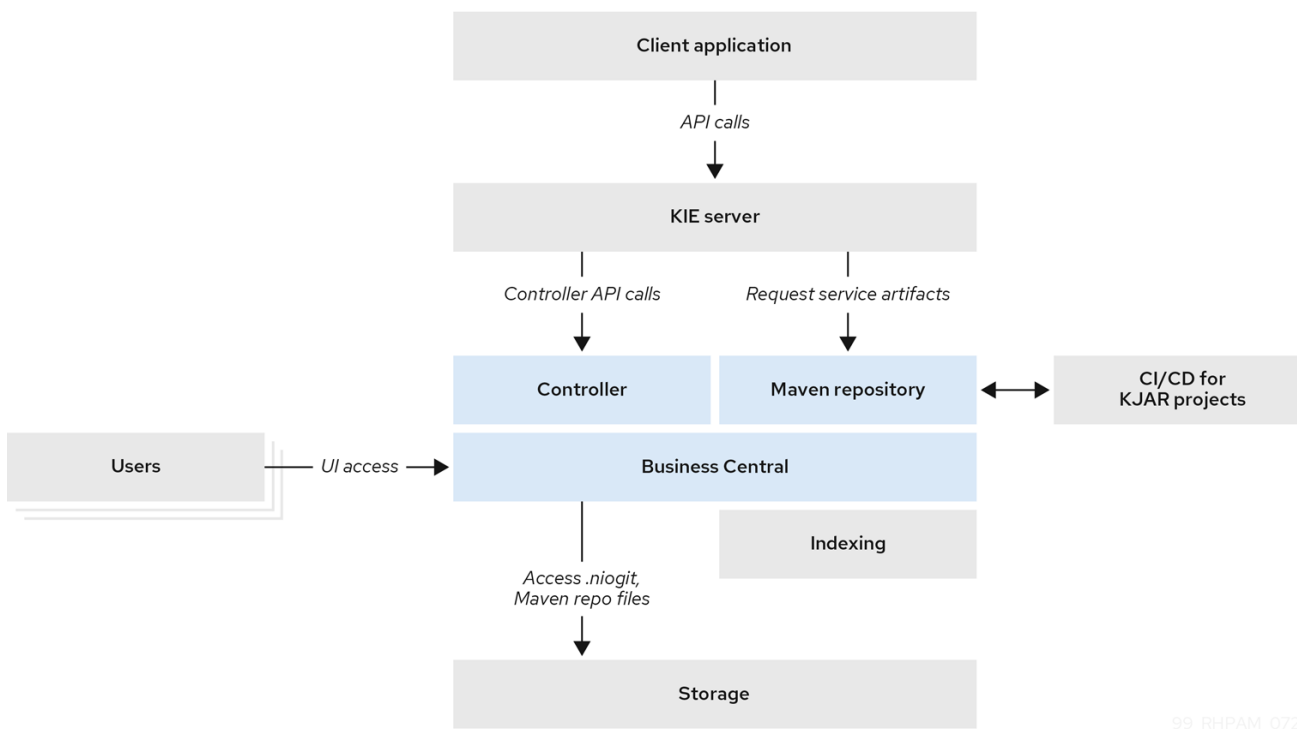 Client application
API calls
KIE server
Controller API calls
Request service artifacts
Controller
Maven repository
CI/CD for
KJAR projects
Users
UI access
Business Central
Indexing
Access .niogit,
Maven repo files
Storage
99_RHPAM_072